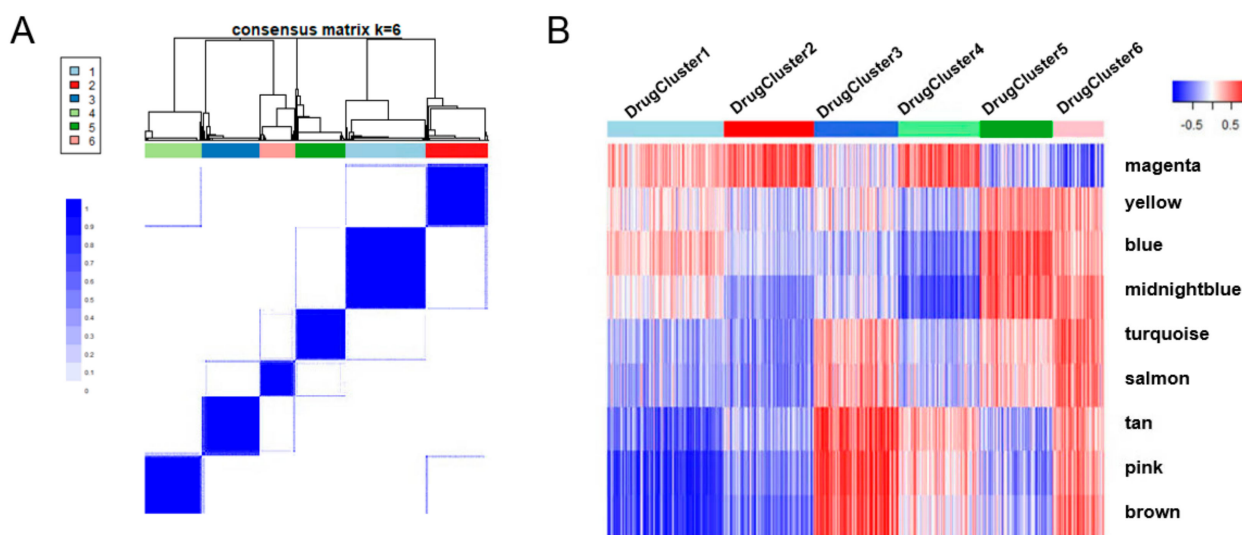 A
consensus matrix k=6
1
2
3
4
5
6
1
0.9
0.8
0.7
0.6
0.5
0.4
0.3
0.2
0.1
0
B
DrugCluster1
DrugCluster2
DrugCluster3
DrugCluster4
DrugCluster5
DrugCluster6
-0.5 0.5
magenta
yellow
blue
midnightblue
turquoise
salmon
tan
pink
brown